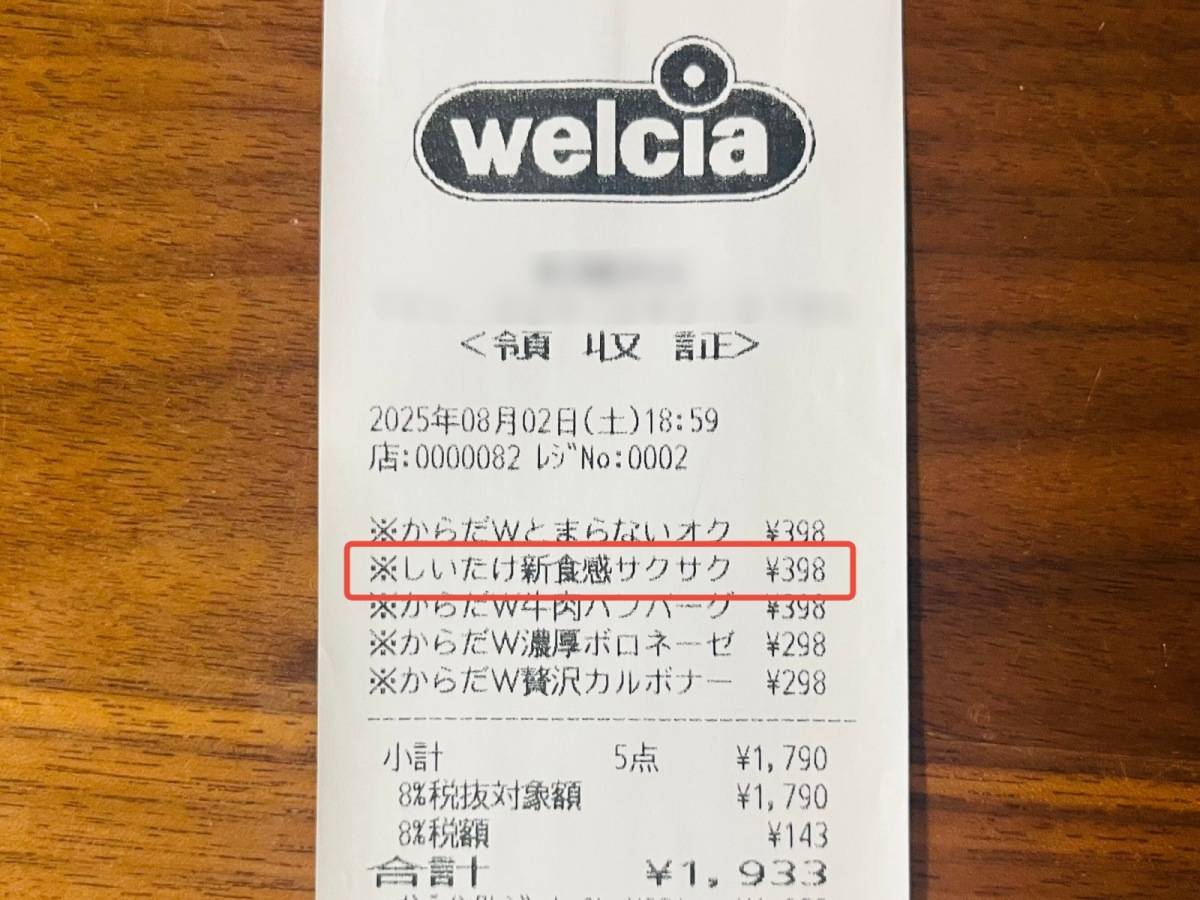 welcia
<領収証>
2025年08月02日(土)18:59
店:0000082 ﾚｼﾞNo:0002
※からだWとまらないオク ¥398
※しいたけ新食感サクサク ¥398
※からだW牛肉ハンバーグ ¥398
※からだW濃厚ボロネーゼ ¥298
※からだW贅沢カルボナー ¥298
小計 5点 ¥1,790
8%税抜対象額 ¥1,790
8%税額 ¥143
合計 ¥1,933